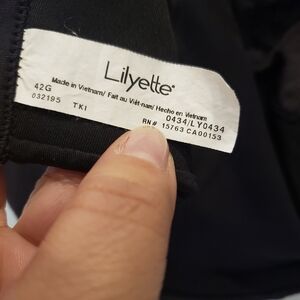 Lilyette®
Made in Vietnam/ Fait au Viêt-nam/ Hecho en Vietnam
42G
0434/LY0434
032195 TKI
RN# 15763 CA00153